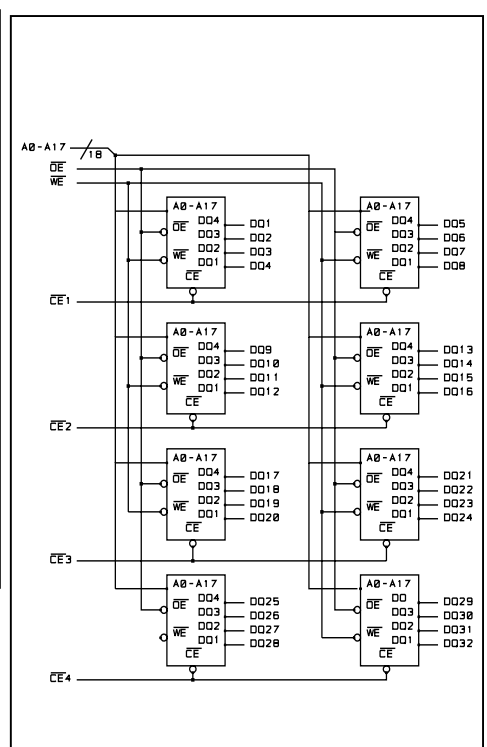 A0-A17
18
OE
WE
A0-A17 A0-A17
DQ4 DQ1 DQ4 DQ5
OE DQ3 DQ2 OE DQ3 DQ6
DQ2 DQ3 DQ2 DQ7
WE DQ1 DQ4 WE DQ1 DQ8
CE CE
CE1
A0-A17 A0-A17
DQ4 DQ9 DQ4 DQ13
OE DQ3 DQ10 OE DQ3 DQ14
DQ2 DQ11 DQ2 DQ15
WE DQ1 DQ12 WE DQ1 DQ16
CE CE
CE2
A0-A17 A0-A17
DQ4 DQ17 DQ4 DQ21
OE DQ3 DQ18 OE DQ3 DQ22
DQ2 DQ19 DQ2 DQ23
WE DQ1 DQ20 WE DQ1 DQ24
CE CE
CE3
A0-A17 A0-A17
DQ4 DQ25 DQ DQ29
OE DQ3 DQ26 OE DQ3 DQ30
DQ2 DQ27 DQ2 DQ31
WE DQ1 DQ28 WE DQ1 DQ32
CE CE
CE4